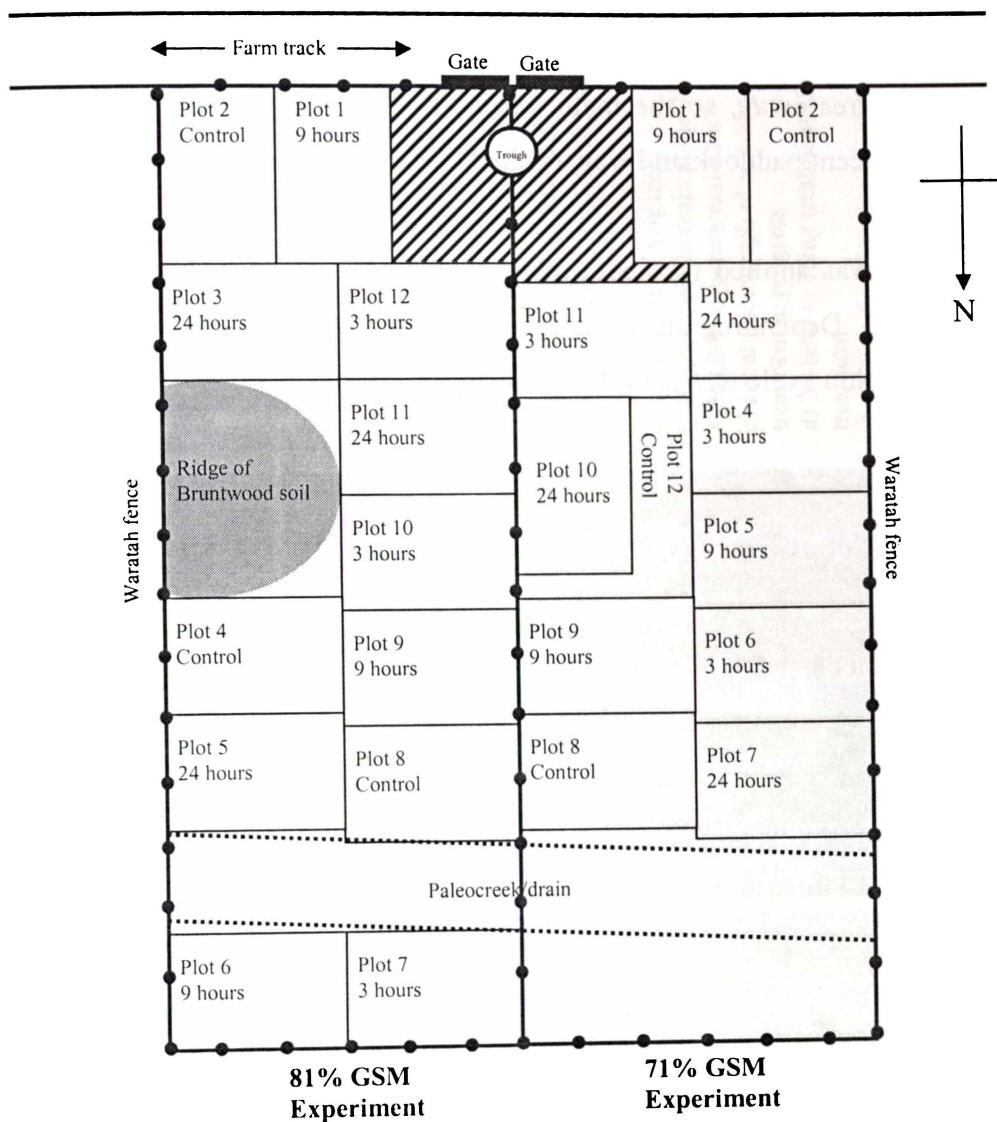 Farm track
Gate
Gate
Plot 2
Control
Plot 1
9 hours
Trough
Plot 1
9 hours
Plot 2
Control
N
Plot 3
24 hours
Plot 12
3 hours
Plot 11
3 hours
Plot 3
24 hours
Ridge of
Bruntwood soil
Plot 11
24 hours
Plot 10
24 hours
Plot 12
Control
Plot 4
3 hours
Waratah fence
Waratah fence
Plot 10
3 hours
Plot 5
9 hours
Plot 4
Control
Plot 9
9 hours
Plot 9
9 hours
Plot 6
3 hours
Plot 5
24 hours
Plot 8
Control
Plot 8
Control
Plot 7
24 hours
Paleocreek/drain
Plot 6
9 hours
Plot 7
3 hours
81% GSM
Experiment
71% GSM
Experiment